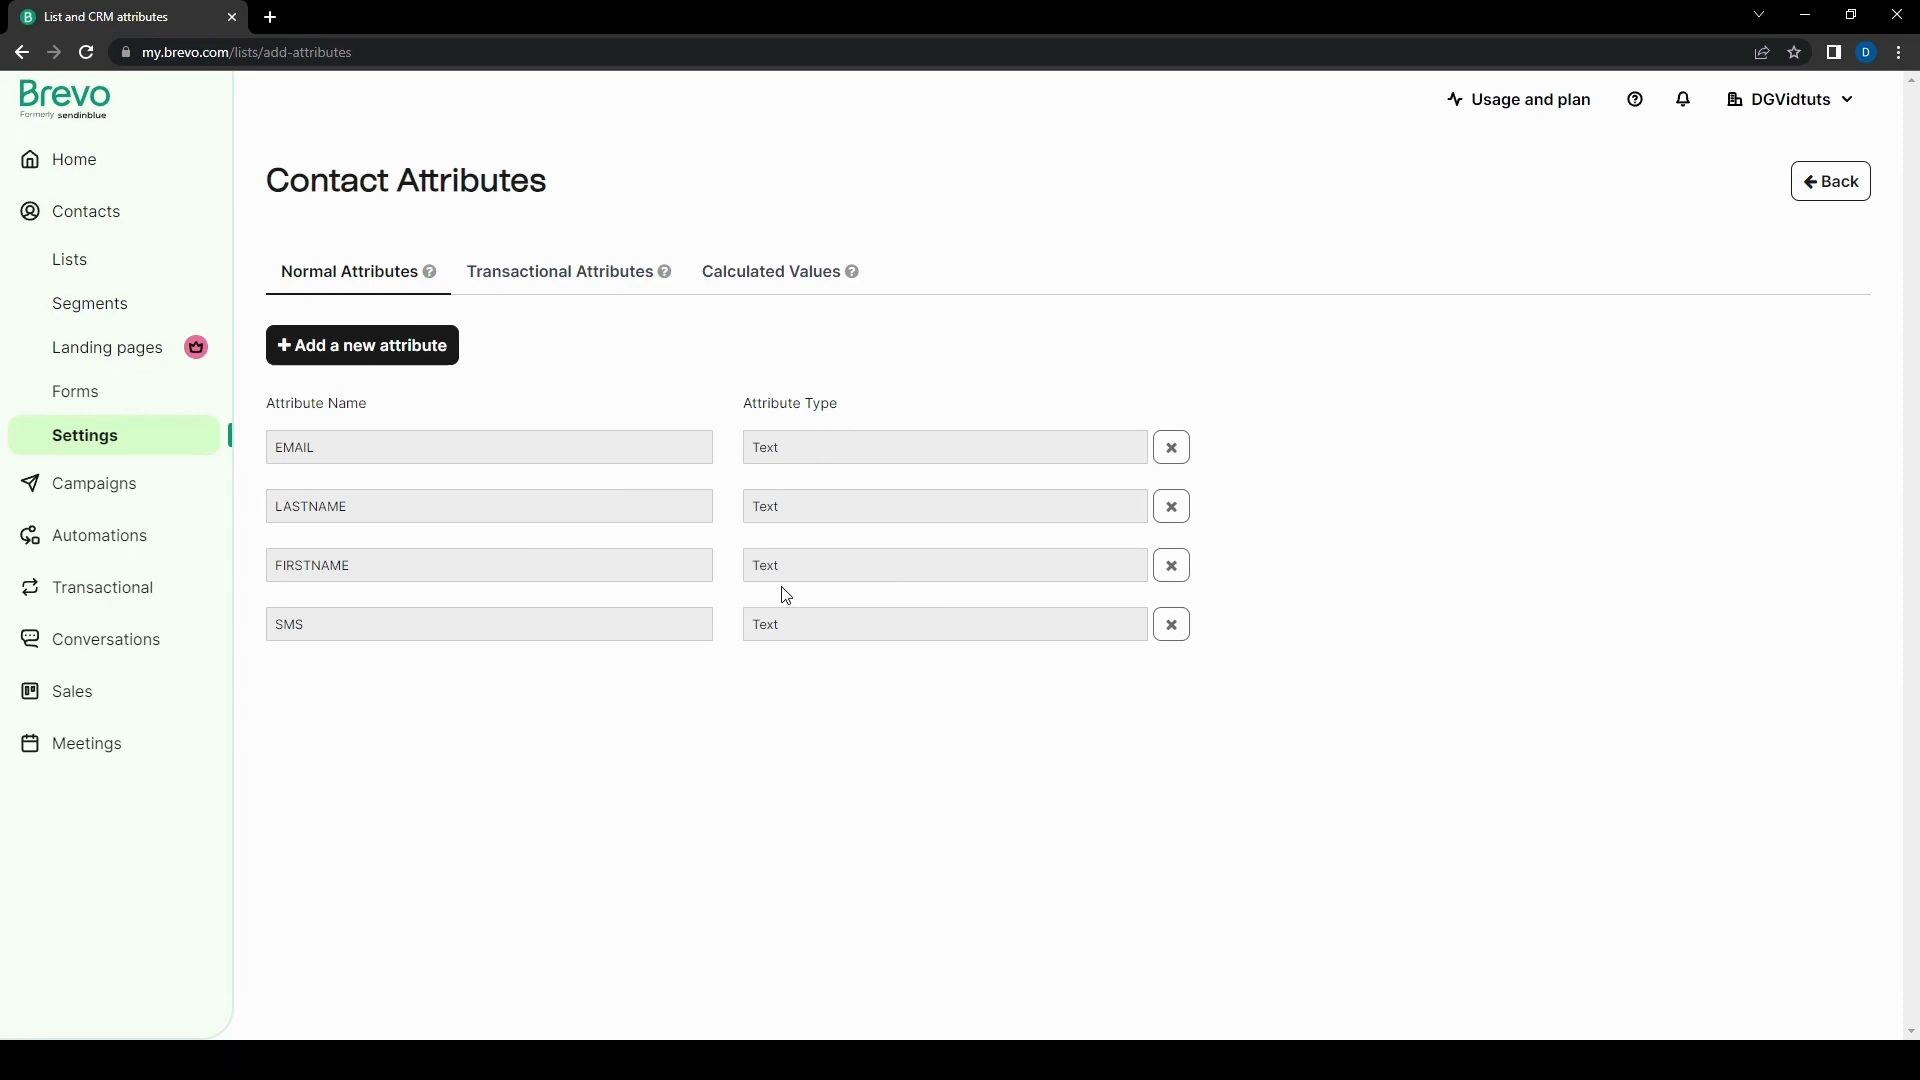 List and CRM attributes
my.brevo.com/lists/add-attributes
D
Brevo
Formerly sendinblue
Usage and plan
DGVidtuts
Home
Contacts
Lists
Segments
Landing pages
Forms
Settings
Campaigns
Automations
Transactional
Conversations
Sales
Meetings
Contact Attributes
Back
Normal Attributes
Transactional Attributes
Calculated Values
+ Add a new attribute
Attribute Name Attribute Type
EMAIL Text
LASTNAME Text
FIRSTNAME Text
SMS Text